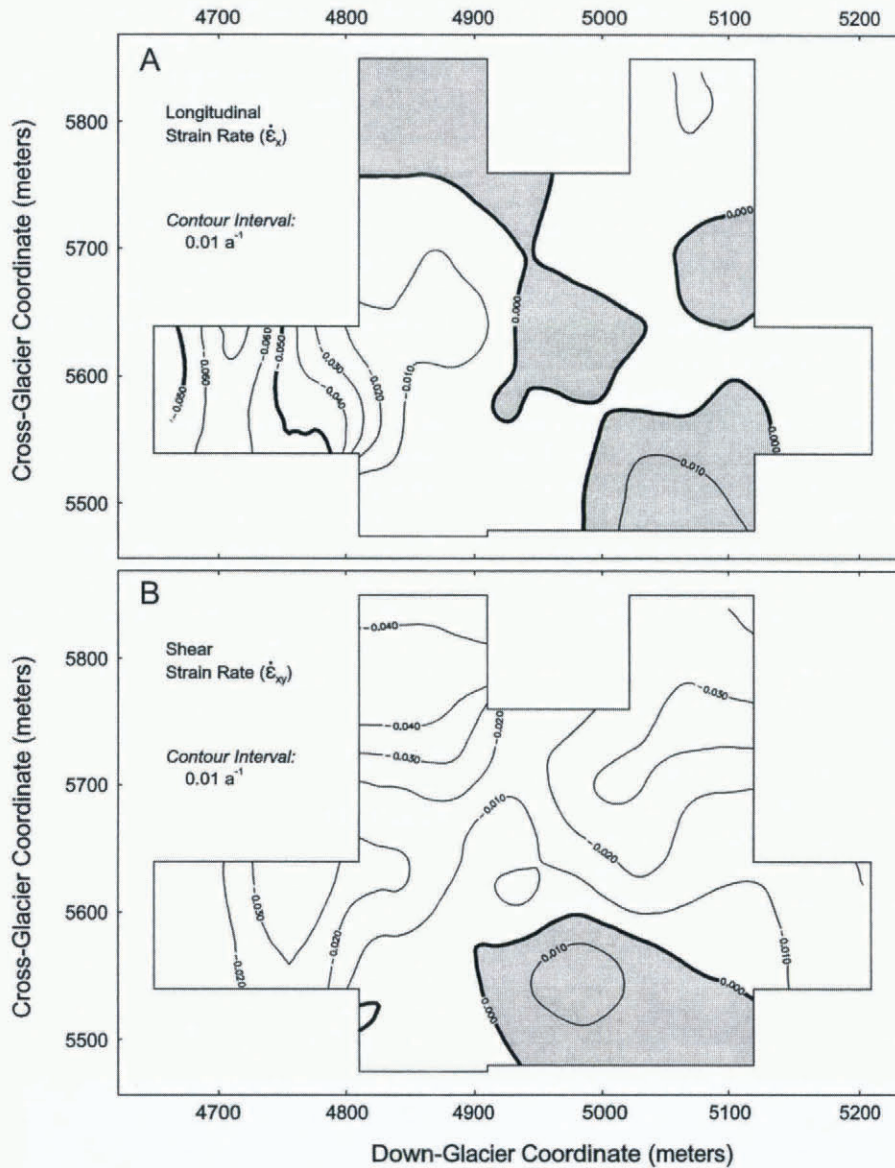 4700 4800 4900 5000 5100 5200
A
Longitudinal
Strain Rate (ε̇x)
Contour Interval:
0.01 a⁻¹
Cross-Glacier Coordinate (meters)
5800
5700
5600
5500
0.000
0.000
-0.050
-0.060
-0.060
-0.050
-0.040
-0.030
-0.020
-0.010
0.010
0.000
B
Shear
Strain Rate (ε̇xy)
Contour Interval:
0.01 a⁻¹
Cross-Glacier Coordinate (meters)
5800
5700
5600
5500
-0.040
-0.040
-0.030
-0.020
-0.030
-0.010
-0.020
-0.030
-0.020
-0.020
0.010
0.000
0.000
-0.010
4700 4800 4900 5000 5100 5200
Down-Glacier Coordinate (meters)